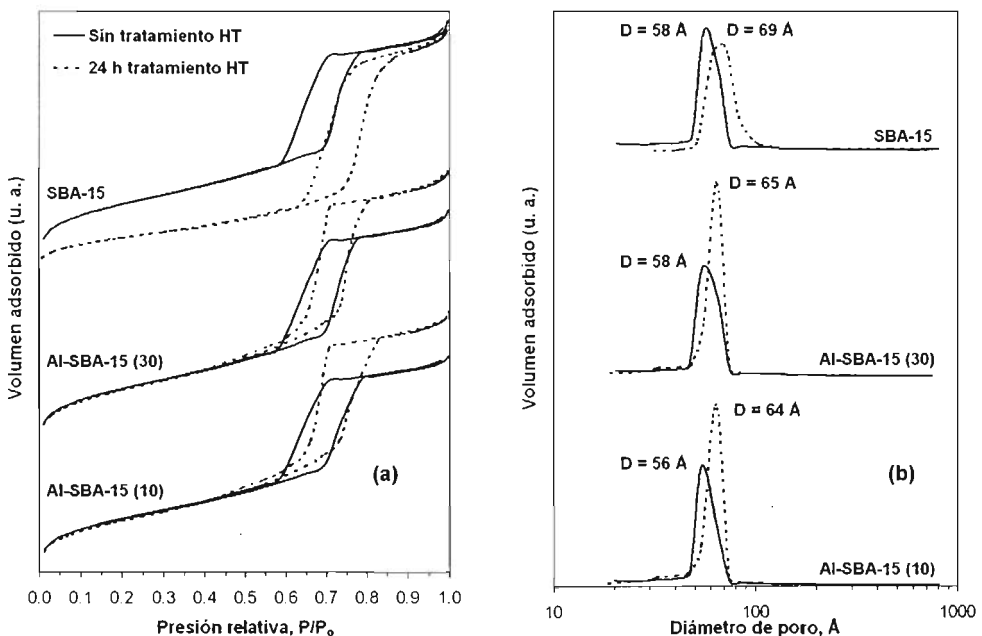 Sin tratamiento HT
24 h tratamiento HT
SBA-15
Al-SBA-15 (30)
Al-SBA-15 (10)
(a)
Volumen adsorbido (u. a.)
0.0 0.1 0.2 0.3 0.4 0.5 0.6 0.7 0.8 0.9 1.0
Presión relativa, P/Po
D = 58 Å
D = 69 Å
SBA-15
D = 65 Å
D = 58 Å
Al-SBA-15 (30)
D = 64 Å
D = 56 Å
(b)
Al-SBA-15 (10)
Volumen adsorbido (u. a.)
10 100 1000
Diámetro de poro, Å